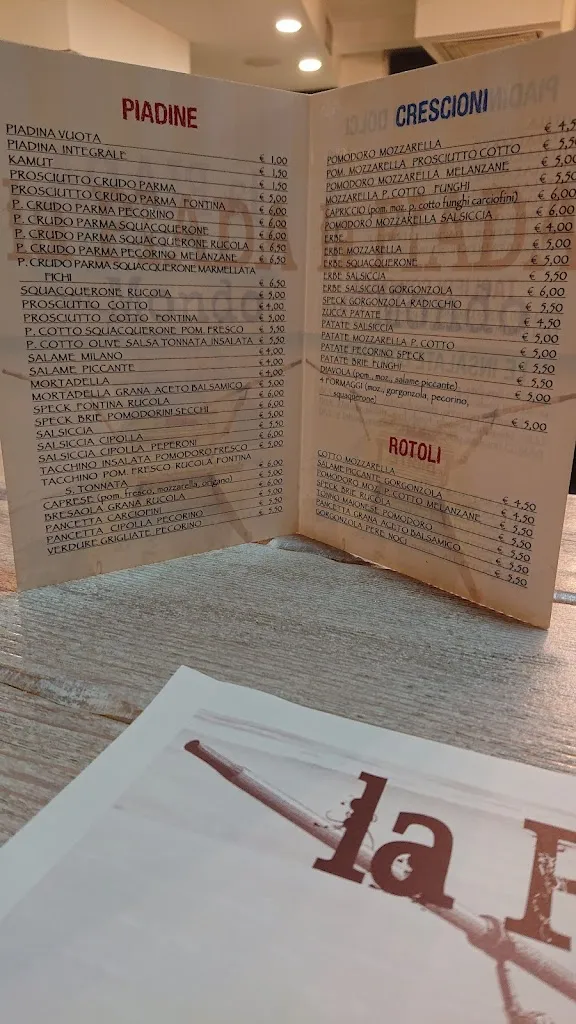 PIADINE
PIADINA VUOTA € 1,00
PIADINA INTEGRALE € 1,50
KAMUT € 1,50
PROSCIUTTO CRUDO PARMA € 5,00
PROSCIUTTO CRUDO PARMA FONTINA € 6,00
P. CRUDO PARMA PECORINO € 6,00
P. CRUDO PARMA SQUACQUERONE € 6,00
P. CRUDO PARMA SQUACQUERONE RUCOLA € 6,50
P. CRUDO PARMA PECORINO MELANZANE € 6,50
P. CRUDO PARMA SQUACQUERONE MARMELLATA
FICHI € 6,50
SQUACQUERONE RUCOLA € 5,00
PROSCIUTTO COTTO € 4,00
PROSCIUTTO COTTO FONTINA € 5,00
P. COTTO SQUACQUERONE POM FRESCO € 5,50
P. COTTO OLIVE SALSA TONNATA INSALATA € 5,50
SALAME MILANO € 4,00
SALAME PICCANTE € 4,00
MORTADELLA € 4,00
MORTADELLA GRANA ACETO BALSAMICO € 5,00
SPECK FONTINA RUCOLA € 6,00
SPECK BRIE POMODORINI SECCHI € 6,00
SALSICCIA € 5,00
SALSICCIA CIPOLLA € 5,50
SALSICCIA PEPERONI
TACCHINO INSALATA POMODORO FRESCO
TACCHINO POM FRESCO RUCOLA FONTINA
S. TONNATA € 6,00
CAPRESE (pom. fresco, mozzarella, origano) € 5,00
BRESAOLA GRANA RUCOLA € 6,00
PANCETTA CARCIOFINI € 5,00
PANCETTA CIPOLLA PECORINO
VERDURE GRIGLIATE PECORINO € 5,50
CRESCIONI
POMODORO MOZZARELLA € 4,5
POM. MOZZARELLA PROSCIUTTO COTTO € 5,50
POMODORO MOZZARELLA MELANZANE € 5,50
MOZZARELLA P. COTTO FUNGHI € 5,50
CAPRICCIO (pom. moz. p. cotto funghi carciofini) € 6,00
POMODORO MOZZARELLA SALSICCIA € 6,00
ERBE € 4,00
ERBE MOZZARELLA € 5,00
ERBE SQUACQUERONE € 5,00
ERBE SALSICCIA € 5,50
ERBE SALSICCIA GORGONZOLA € 6,00
SPECK GORGONZOLA RADICCHIO € 5,50
ZUCCA PATATE € 4,50
PATATE SALSICCIA € 5,00
PATATE MOZZARELLA P. COTTO € 5,50
PATATE PECORINO SPECK € 5,50
PATATE BRIE FUNGHI € 5,50
DIAVOLA (pom., moz., salame piccante) € 5,00
4 FORMAGGI (moz., gorgonzola, pecorino,
squacquerone) € 5,00
ROTOLI
COTTO MOZZARELLA € 4,50
SALAME PICCANTE GORGONZOLA € 4,50
POMODORO MOZ. P. COTTO MELANZANE € 5,50
SPECK BRIE RUCOLA € 5,50
TONNO MAIONESE POMODORO € 5,50
PANCETTA GRANA ACETO BALSAMICO € 5,50
GORGONZOLA PERE NOCI € 5,50
la